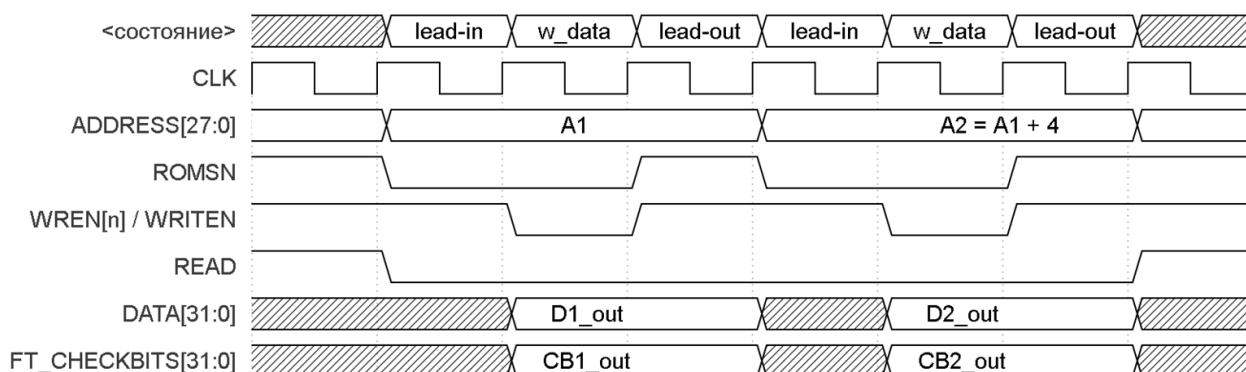 <состояние> lead-in w_data lead-out lead-in w_data lead-out
CLK
ADDRESS[27:0] A1 A2 = A1 + 4
ROMSN
WREN[n] / WRITEN
READ
DATA[31:0] D1_out D2_out
FT_CHECKBITS[31:0] CB1_out CB2_out